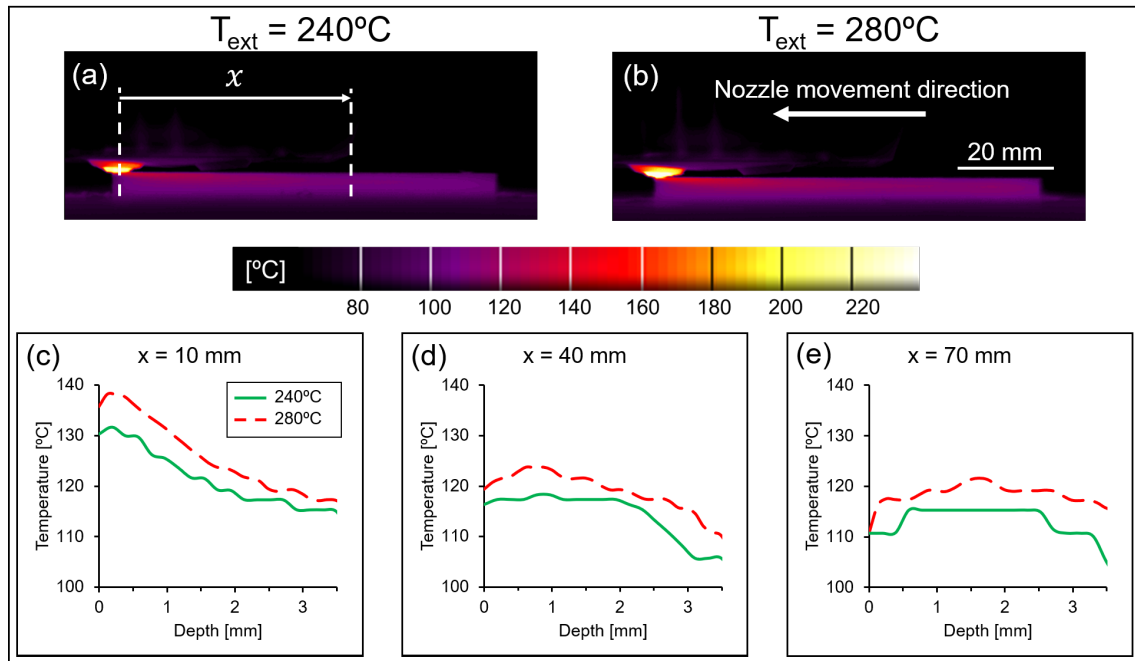 T_ext = 240ºC
T_ext = 280ºC
(a)
x
(b)
Nozzle movement direction
20 mm
[ºC]
80 100 120 140 160 180 200 220
(c)
x = 10 mm
240ºC
280ºC
Temperature [ºC]
140
130
120
110
100
0 1 2 3
Depth [mm]
(d)
x = 40 mm
Temperature [ºC]
140
130
120
110
100
0 1 2 3
Depth [mm]
(e)
x = 70 mm
Temperature [ºC]
140
130
120
110
100
0 1 2 3
Depth [mm]